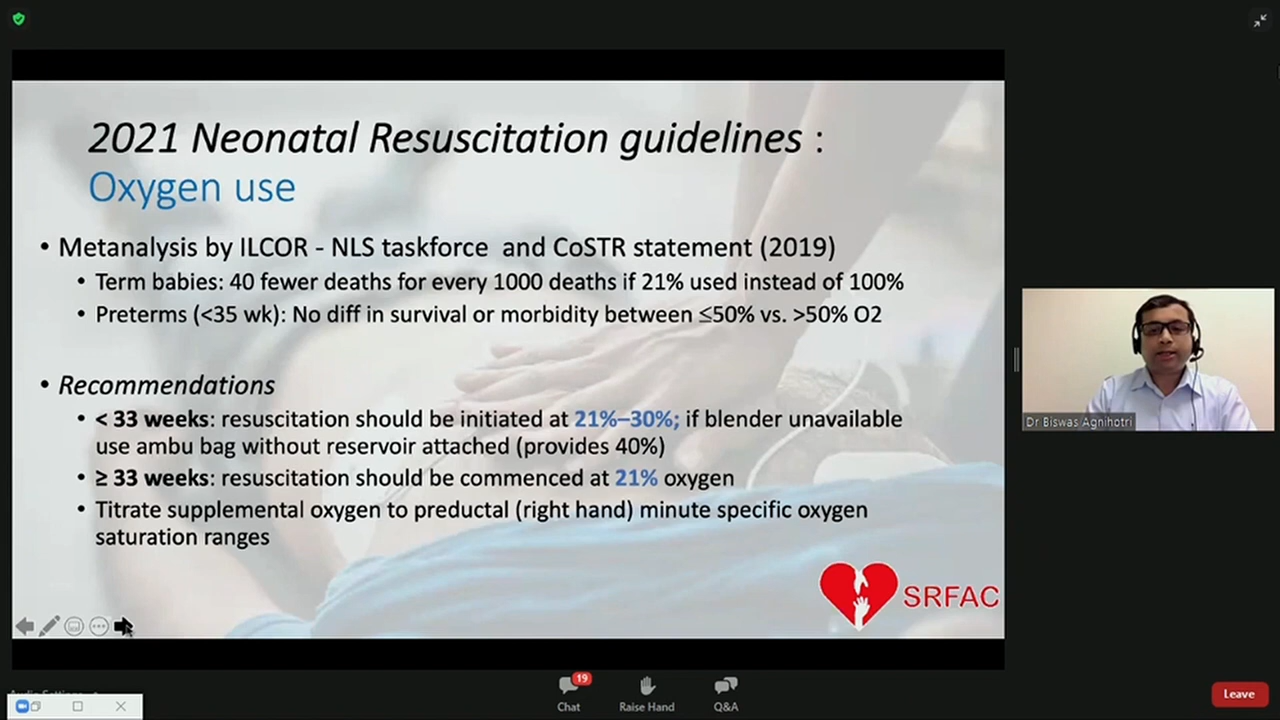 2021 Neonatal Resuscitation guidelines :
Oxygen use
• Metanalysis by ILCOR - NLS taskforce and CoSTR statement (2019)
• Term babies: 40 fewer deaths for every 1000 deaths if 21% used instead of 100%
• Preterms (<35 wk): No diff in survival or morbidity between ≤50% vs. >50% O2
• Recommendations
• < 33 weeks: resuscitation should be initiated at 21%–30%; if blender unavailable
use ambu bag without reservoir attached (provides 40%)
• ≥ 33 weeks: resuscitation should be commenced at 21% oxygen
• Titrate supplemental oxygen to preductal (right hand) minute specific oxygen
saturation ranges
SRFAC
Dr Biswas Agnihotri
19
Chat
Raise Hand
Q&A
Leave